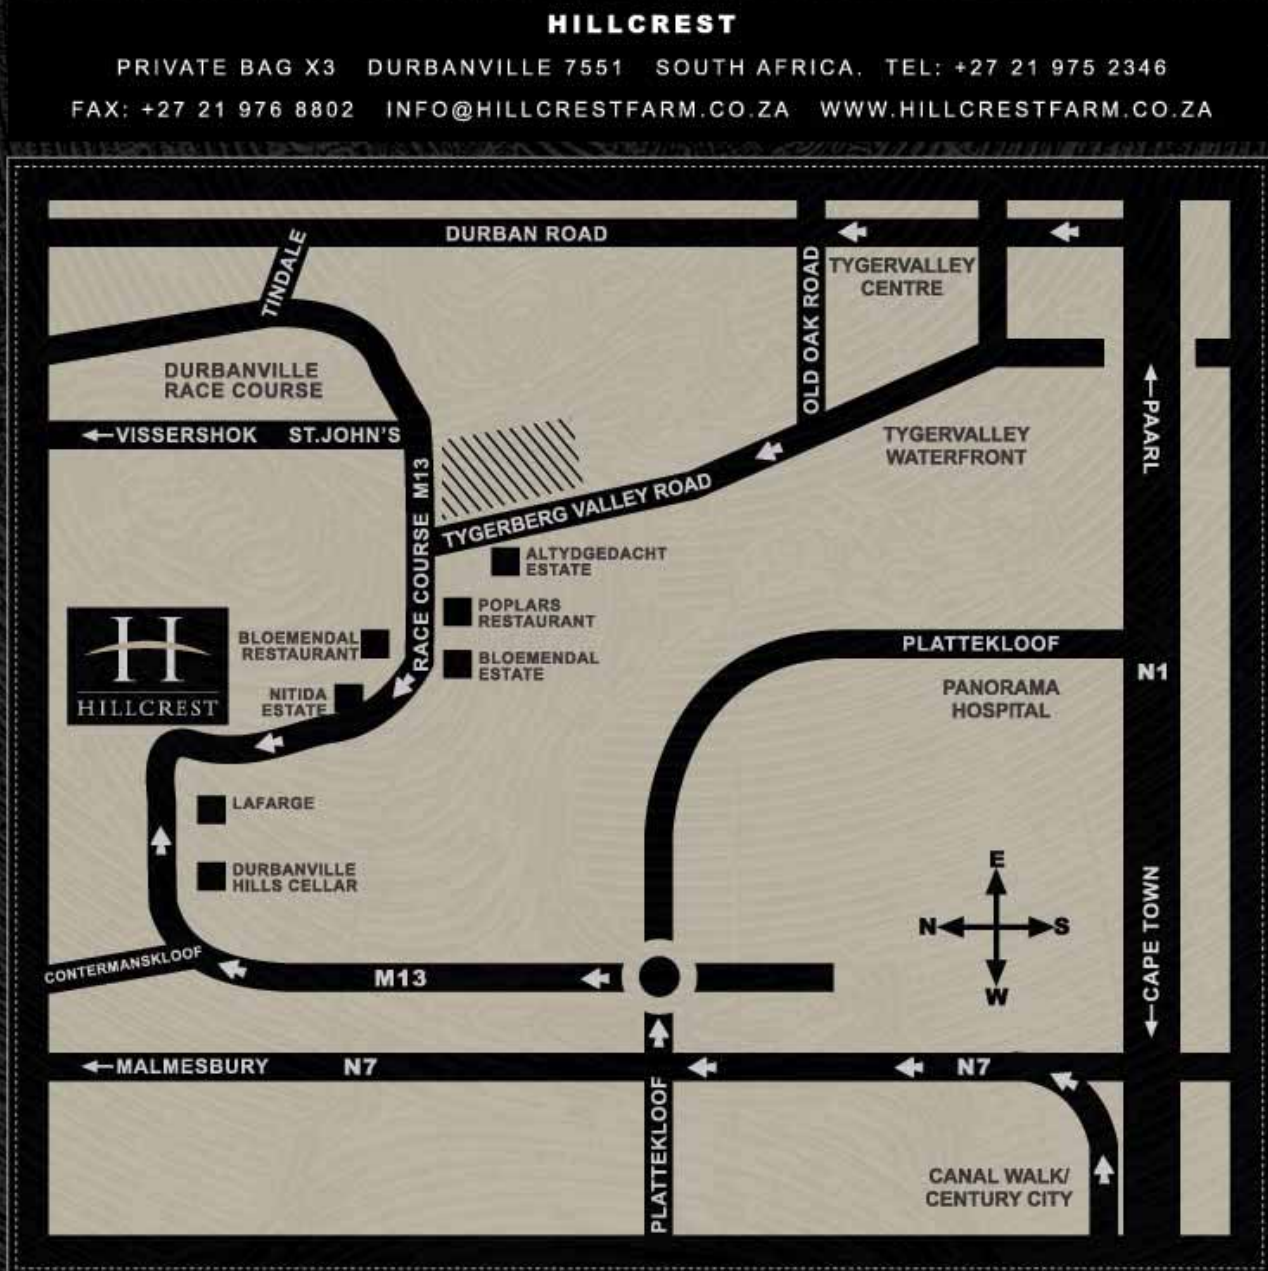 HILLCREST
PRIVATE BAG X3 DURBANVILLE 7551 SOUTH AFRICA. TEL: +27 21 975 2346
FAX: +27 21 976 8802 INFO@HILLCRESTFARM.CO.ZA WWW.HILLCRESTFARM.CO.ZA
DURBAN ROAD
TINDALE
OLD OAK ROAD
TYGERVALLEY
CENTRE
DURBANVILLE
RACE COURSE
←VISSERSHOK ST.JOHN'S
TYGERVALLEY
WATERFRONT
←PAARL
RACE COURSE M13
TYGERBERG VALLEY ROAD
ALTYDGEDACHT
ESTATE
POPLARS
RESTAURANT
BLOEMENDAL
RESTAURANT
BLOEMENDAL
ESTATE
NITIDA
ESTATE
H
HILLCREST
PLATTEKLOOF
N1
PANORAMA
HOSPITAL
LAFARGE
DURBANVILLE
HILLS CELLAR
E
N
S
W
←CAPE TOWN
CONTERMANSKLOOF
M13
←MALMESBURY N7
N7
PLATTEKLOOF
CANAL WALK/
CENTURY CITY